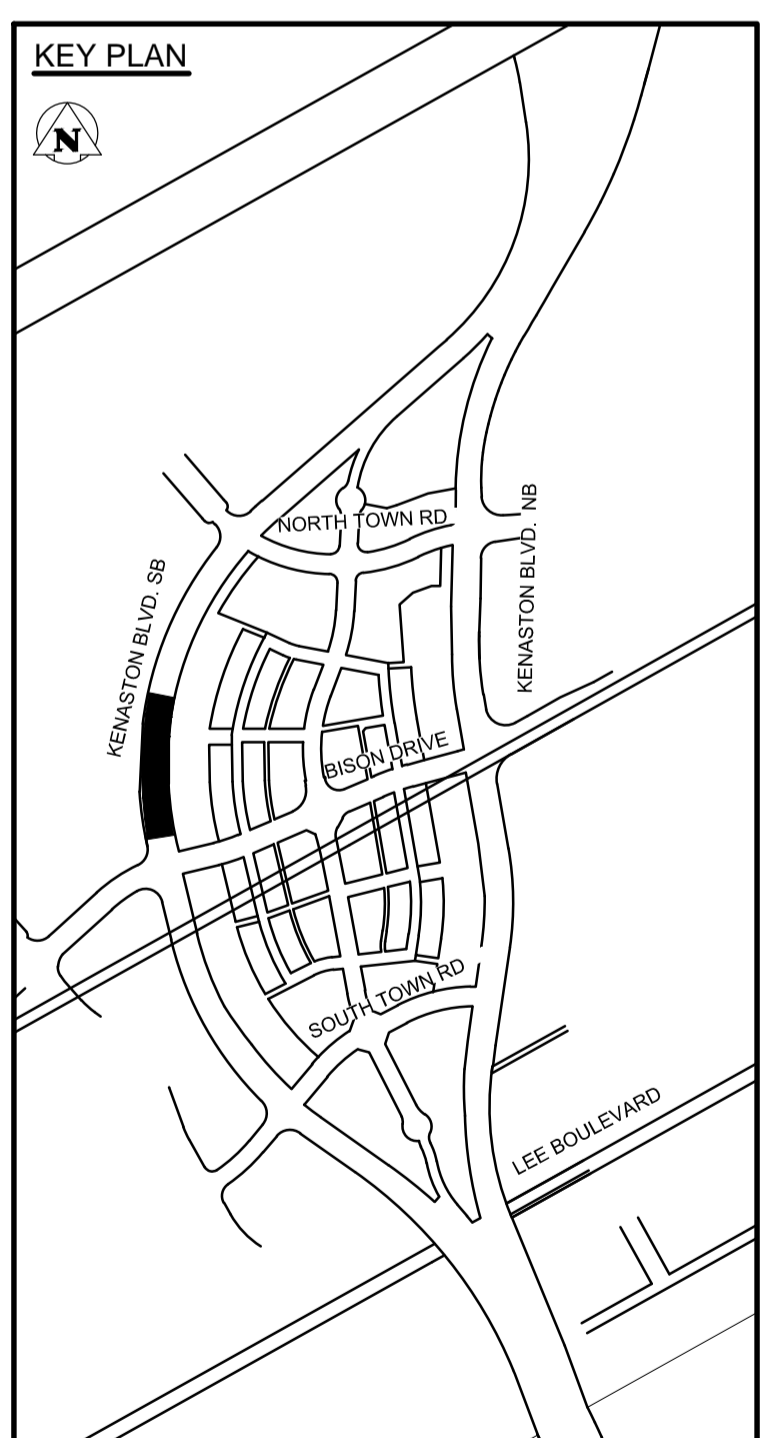 KEY PLAN
N
NORTH TOWN RD
KENASTON BLVD. NB
KENASTON BLVD. SB
BISON DRIVE
SOUTH TOWN RD
LEE BOULEVARD